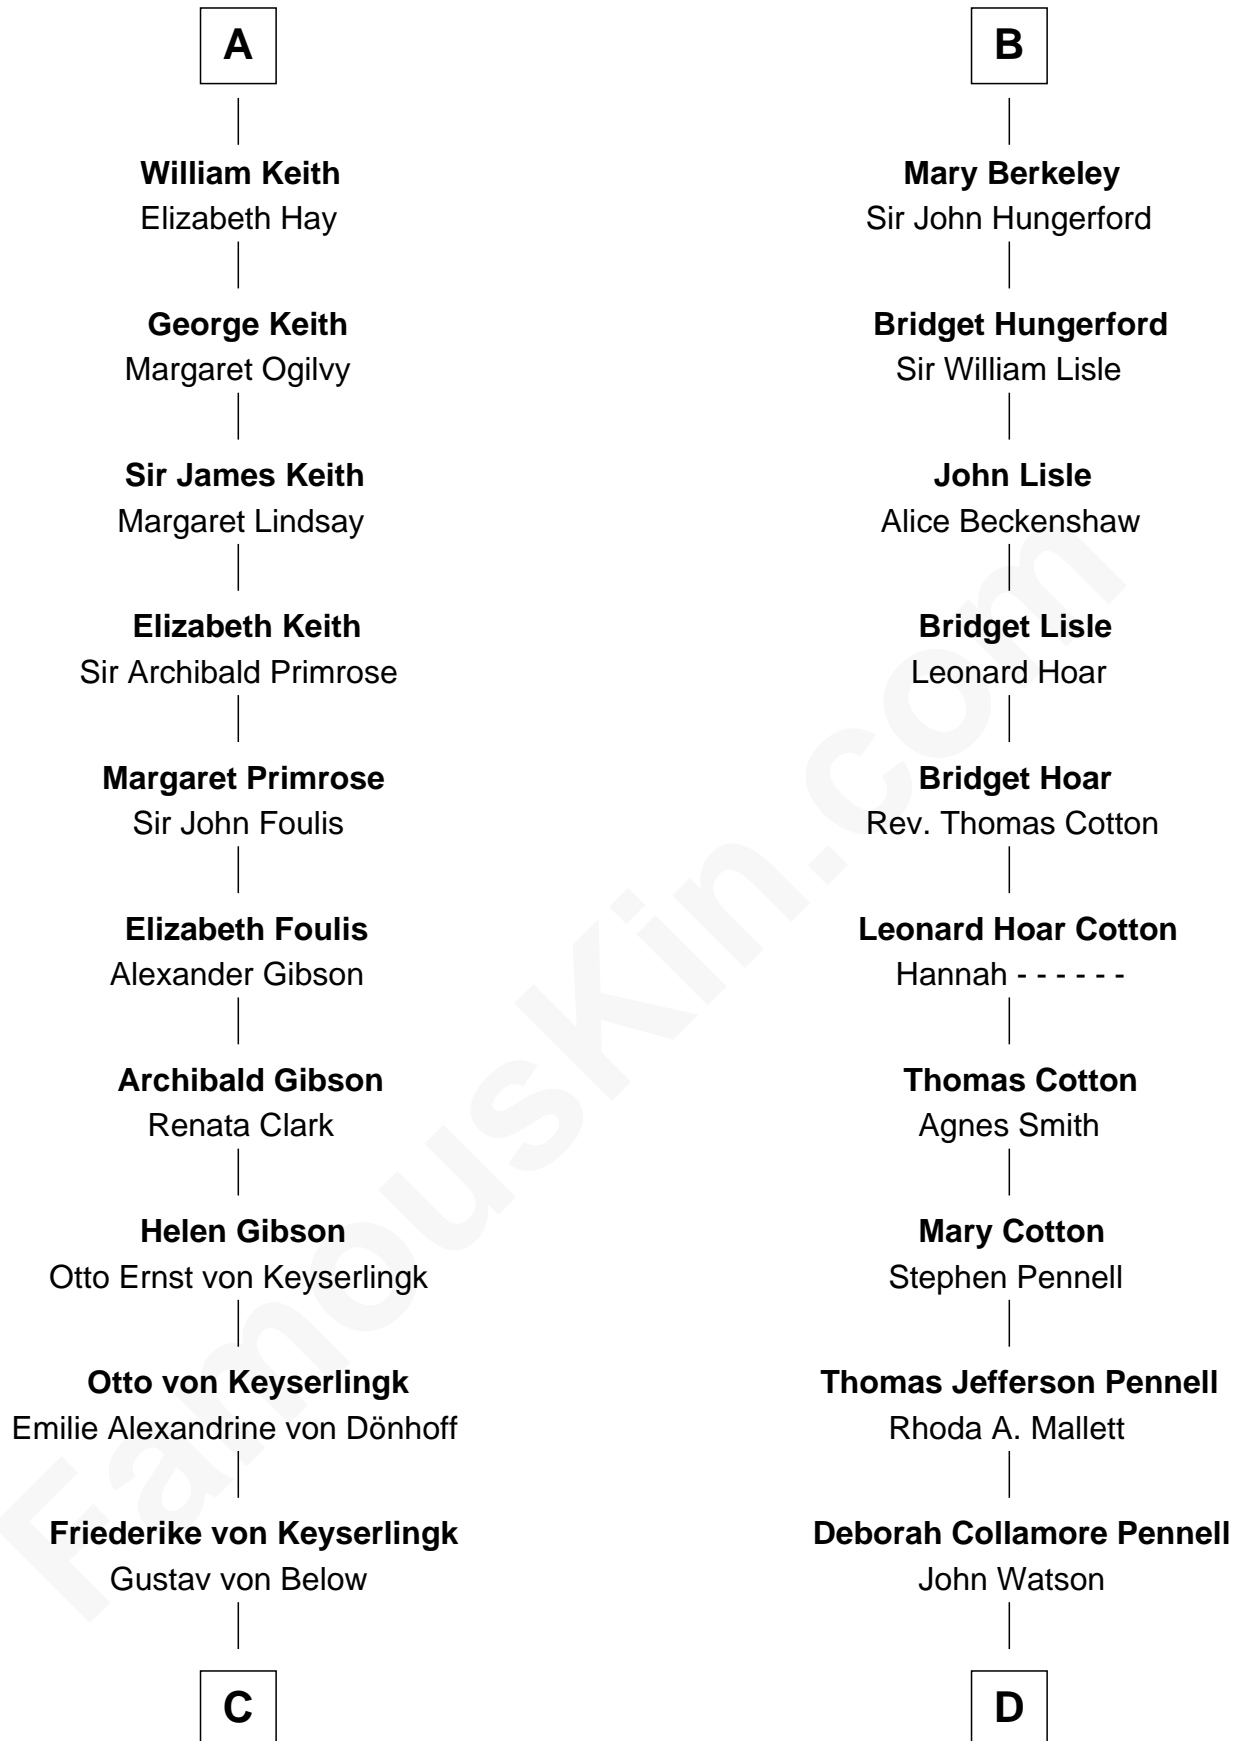 A
William Keith
Elizabeth Hay
George Keith
Margaret Ogilvy
Sir James Keith
Margaret Lindsay
Elizabeth Keith
Sir Archibald Primrose
Margaret Primrose
Sir John Foulis
Elizabeth Foulis
Alexander Gibson
Archibald Gibson
Renata Clark
Helen Gibson
Otto Ernst von Keyserlingk
Otto von Keyserlingk
Emilie Alexandrine von Dönhoff
Friederike von Keyserlingk
Gustav von Below
C
B
Mary Berkeley
Sir John Hungerford
Bridget Hungerford
Sir William Lisle
John Lisle
Alice Beckenshaw
Bridget Lisle
Leonard Hoar
Bridget Hoar
Rev. Thomas Cotton
Leonard Hoar Cotton
Hannah - - - - - -
Thomas Cotton
Agnes Smith
Mary Cotton
Stephen Pennell
Thomas Jefferson Pennell
Rhoda A. Mallett
Deborah Collamore Pennell
John Watson
D
FamousKin.com